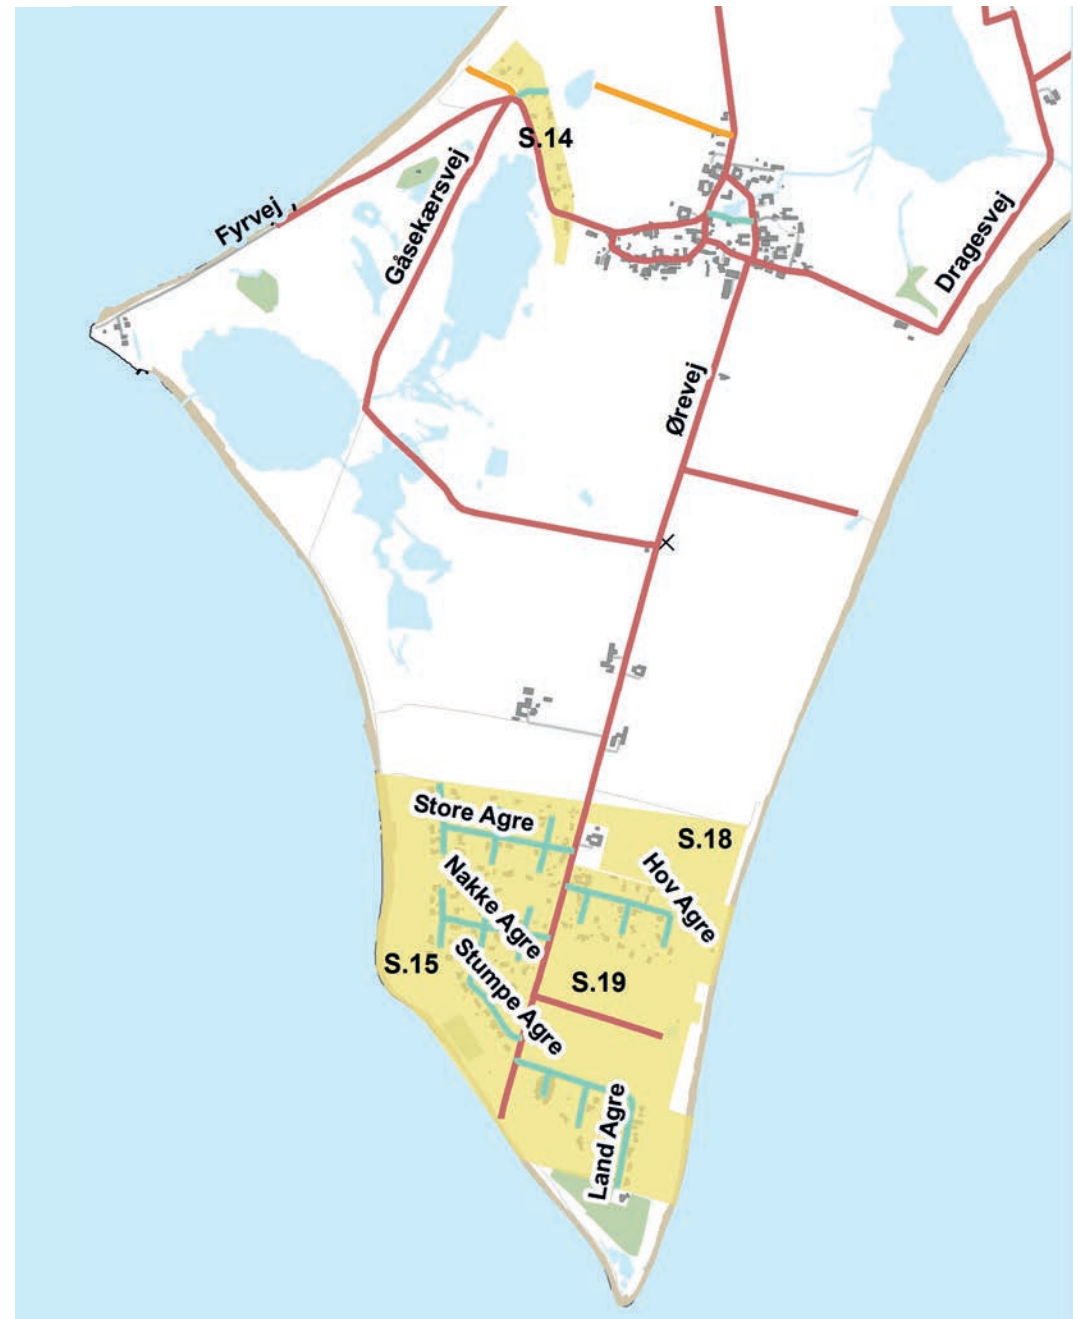 S.14
Fyrvej
Gåsekærsvej
Dragesvej
Ørevej
Store Agre
S.18
Hov Agre
Nakke Agre
S.15
Stumpe Agre
S.19
Land Agre